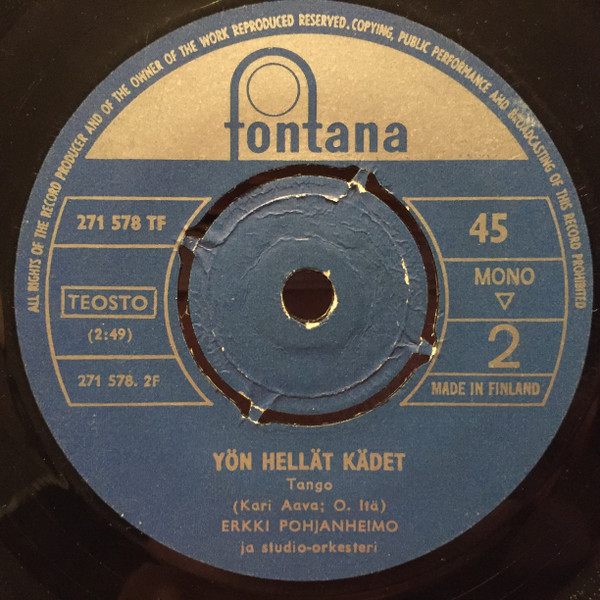 ALL RIGHTS OF THE RECORD PRODUCER AND OF THE OWNER OF THE WORK REPRODUCED RESERVED. COPYING, PUBLIC PERFORMANCE AND BROADCASTING OF THIS RECORD PROHIBITED
fontana
271 578 TF
TEOSTO
(2:49)
271 578. 2F
45
MONO
2
MADE IN FINLAND
YÖN HELLÄT KÄDET
Tango
(Kari Aava; O. Itä)
ERKKI POHJANHEIMO
ja studio-orkesteri